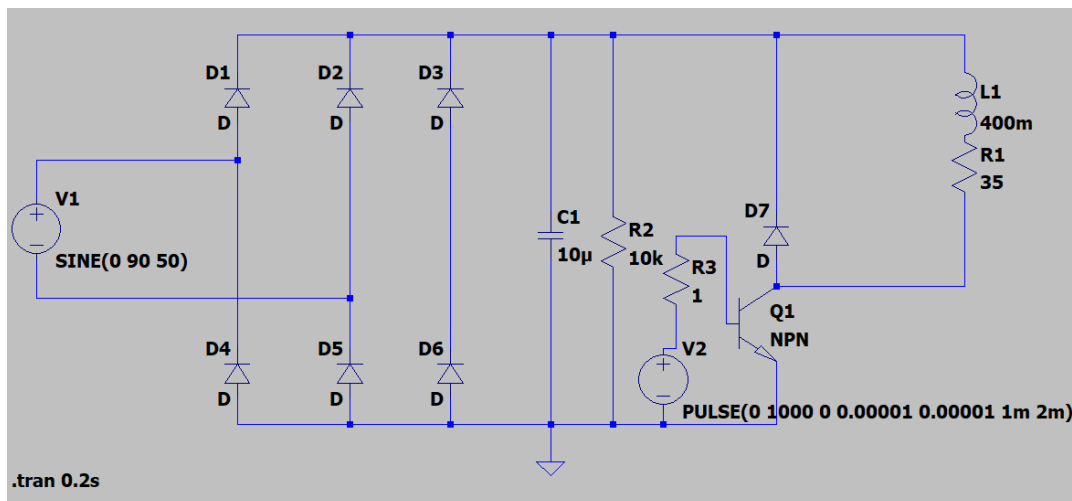 D1
D
D2
D
D3
D
L1
400m
R1
35
V1
SINE(0 90 50)
C1
10µ
R2
10k
R3
1
D7
D
Q1
NPN
D4
D
D5
D
D6
D
V2
PULSE(0 1000 0 0.00001 0.00001 1m 2m)
.tran 0.2s